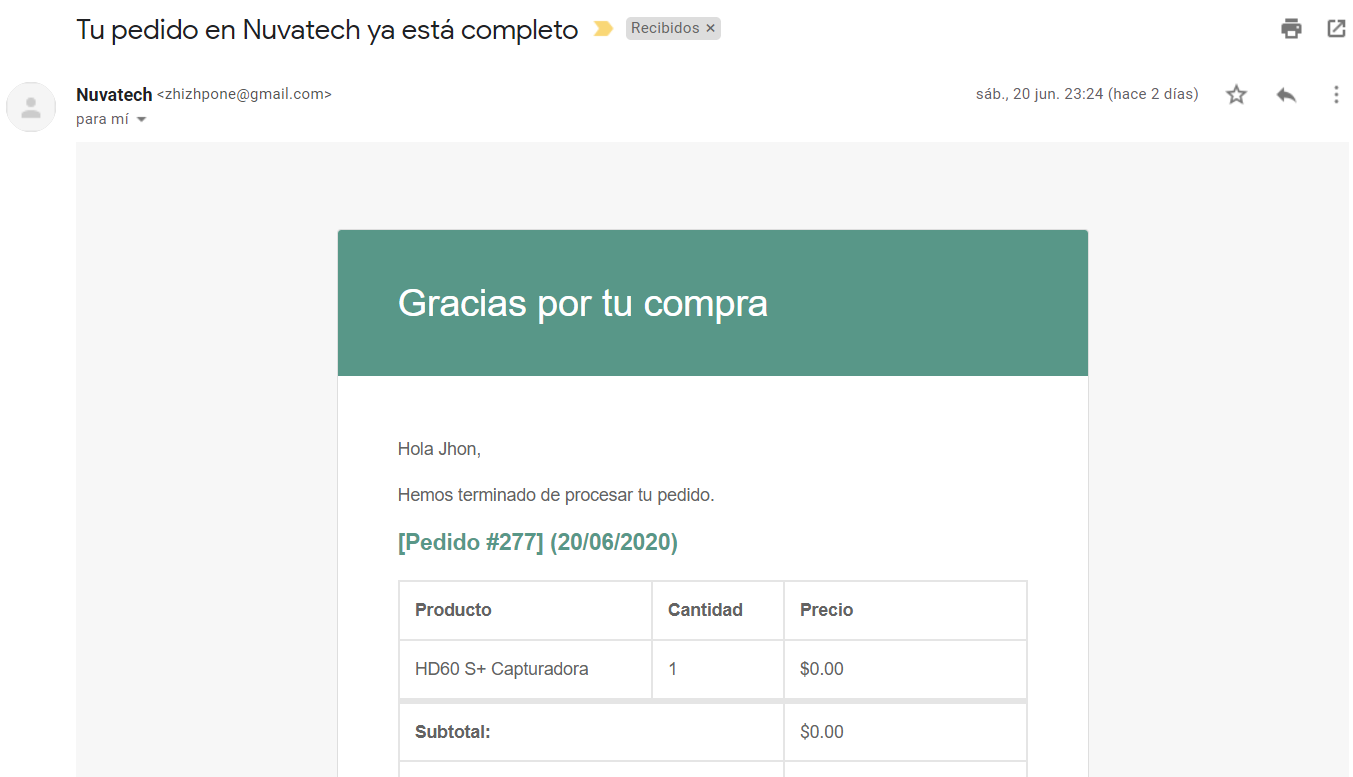 Tu pedido en Nuvatech ya está completo Recibidos ×
Nuvatech <zhizhpone@gmail.com> sáb., 20 jun. 23:24 (hace 2 días)
para mí
Gracias por tu compra
Hola Jhon,
Hemos terminado de procesar tu pedido.
[Pedido #277] (20/06/2020)
Producto Cantidad Precio
HD60 S+ Capturadora 1 $0.00
Subtotal: $0.00